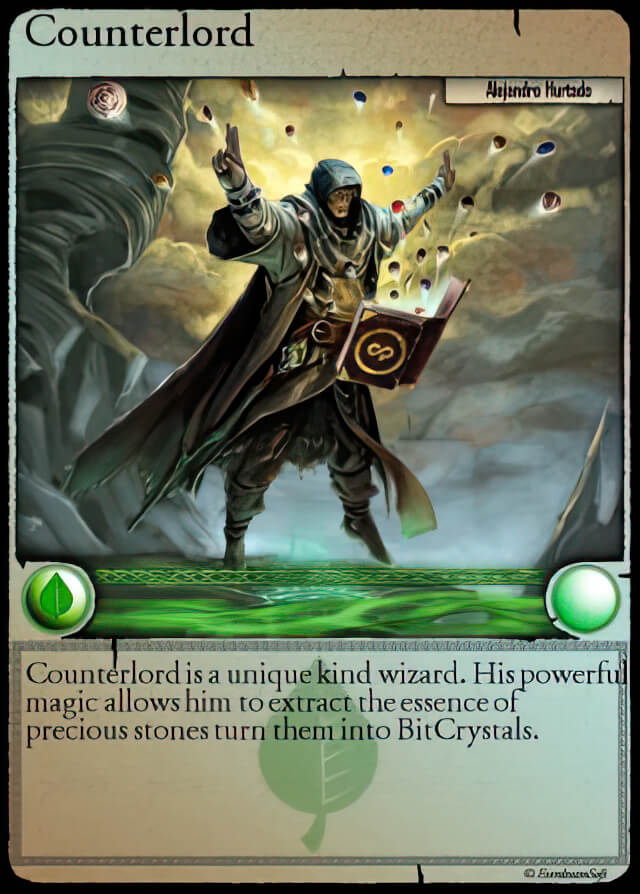 Counterlord
Alejandro Hurtado
Counterlord is a unique kind wizard. His powerful
magic allows him to extract the essence of
precious stones turn them into BitCrystals.
©